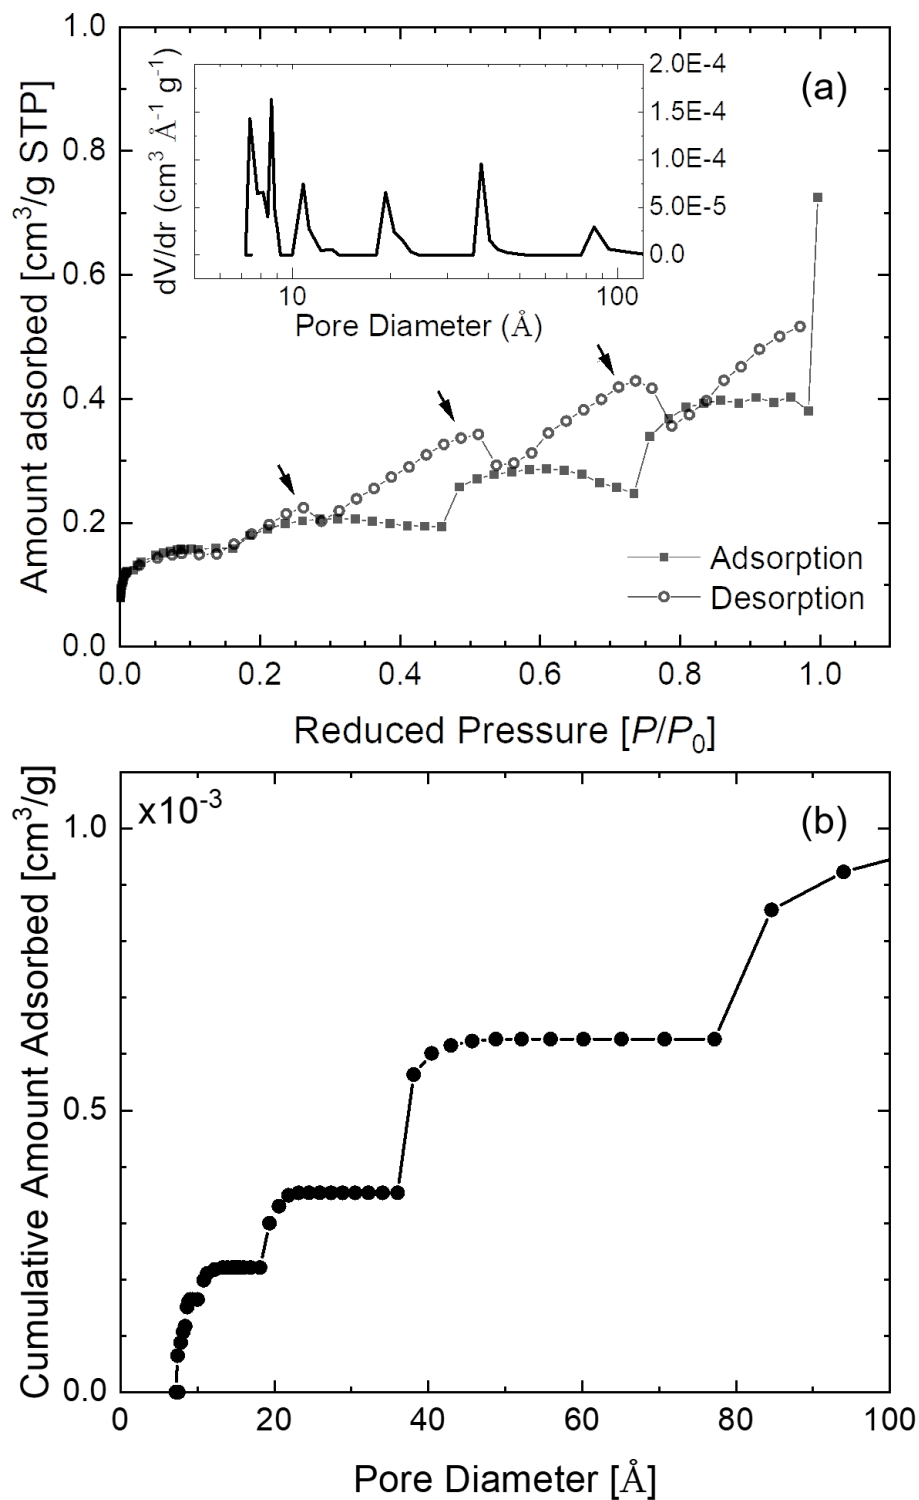 (a)
Amount adsorbed [cm³/g STP]
1.0
0.8
0.6
0.4
0.2
0.0
0.0 0.2 0.4 0.6 0.8 1.0
Reduced Pressure [P/P₀]
dV/dr (cm³ Å⁻¹ g⁻¹)
2.0E-4
1.5E-4
1.0E-4
5.0E-5
0.0
10 100
Pore Diameter (Å)
Adsorption
Desorption
x10⁻³
(b)
Cumulative Amount Adsorbed [cm³/g]
1.0
0.5
0.0
0 20 40 60 80 100
Pore Diameter [Å]